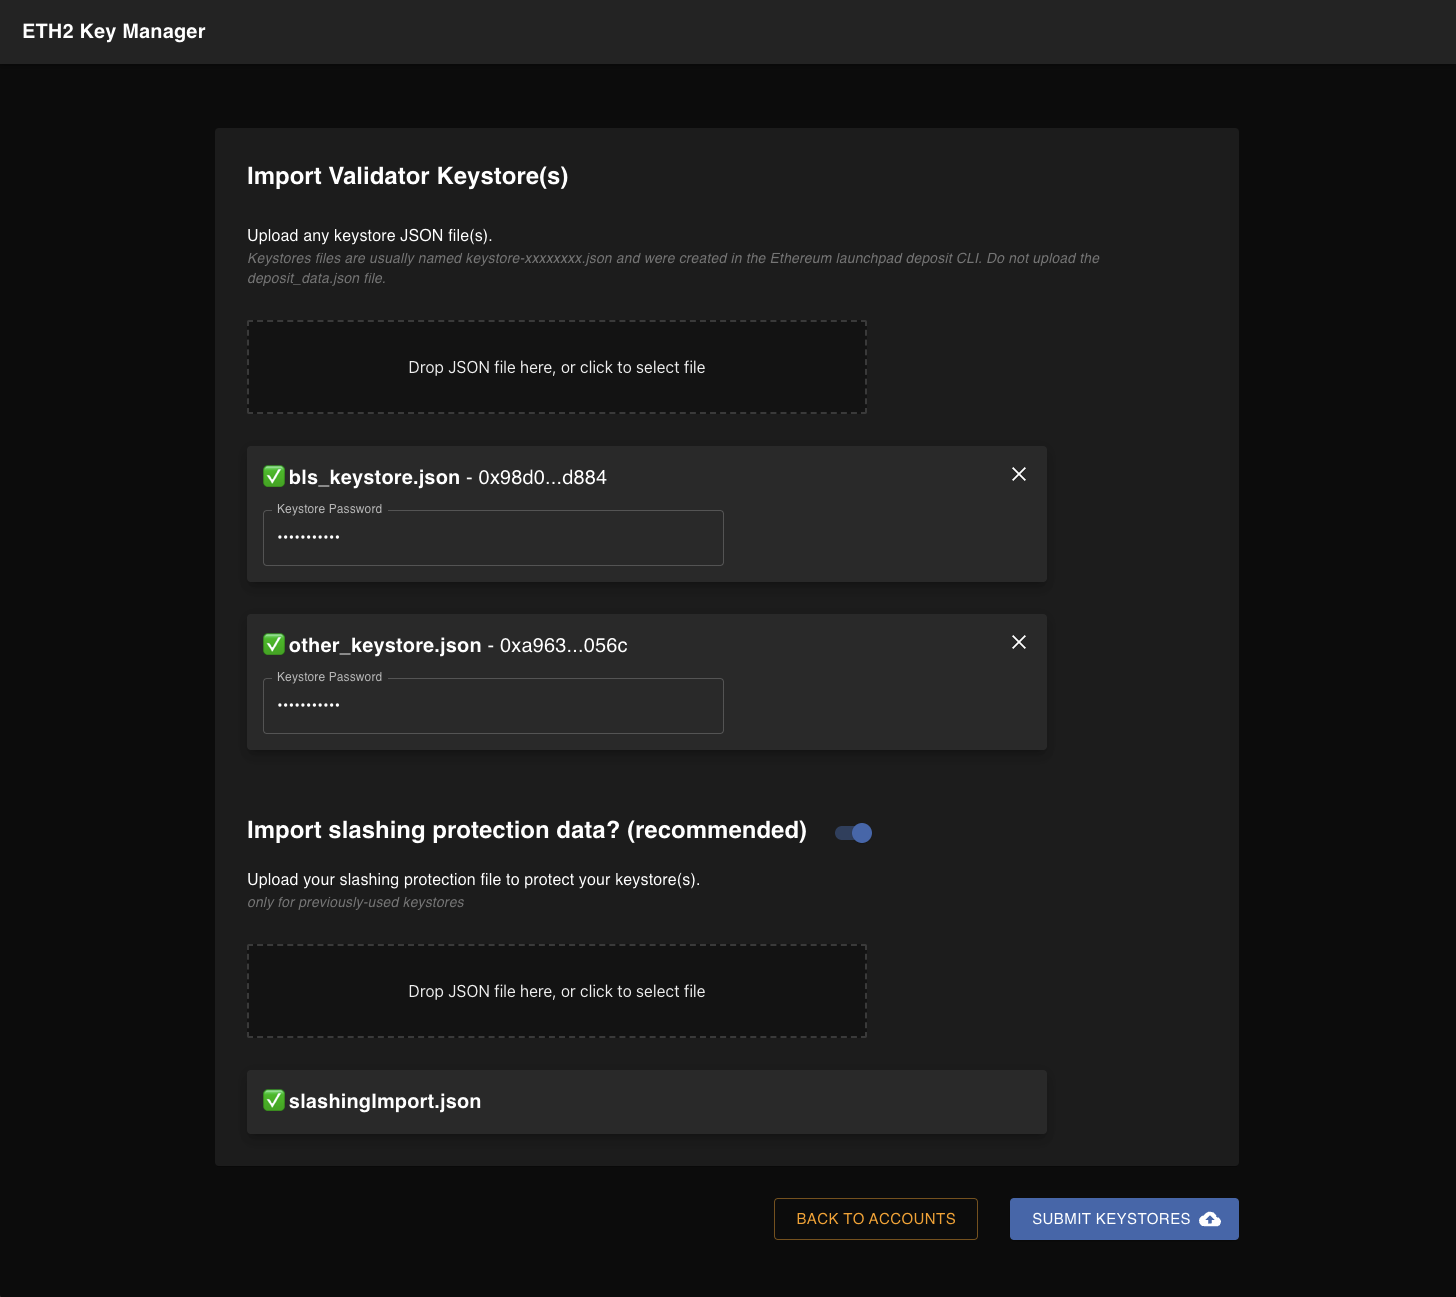 ETH2 Key Manager
Import Validator Keystore(s)
Upload any keystore JSON file(s).
Keystores files are usually named keystore-xxxxxxxx.json and were created in the Ethereum launchpad deposit CLI. Do not upload the
deposit_data.json file.
Drop JSON file here, or click to select file
✅ bls_keystore.json - 0x98d0...d884
Keystore Password
•••••••••••
✅ other_keystore.json - 0xa963...056c
Keystore Password
•••••••••••
Import slashing protection data? (recommended)
Upload your slashing protection file to protect your keystore(s).
only for previously-used keystores
Drop JSON file here, or click to select file
✅ slashingImport.json
BACK TO ACCOUNTS
SUBMIT KEYSTORES